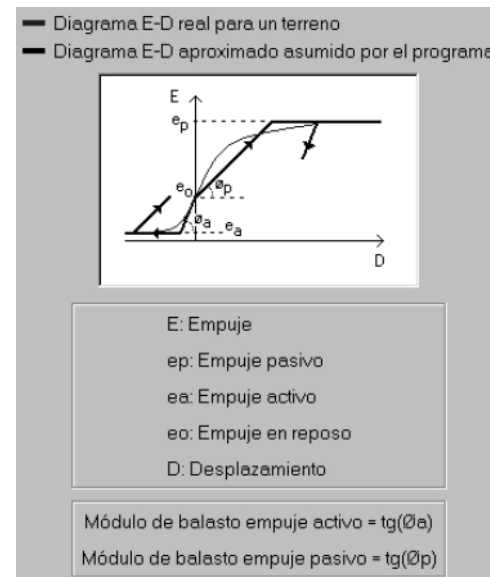 Diagrama E-D real para un terreno
Diagrama E-D aproximado asumido por el programa
E
ep
eo
Øp
Øa
ea
D
E: Empuje
ep: Empuje pasivo
ea: Empuje activo
eo: Empuje en reposo
D: Desplazamiento
Módulo de balasto empuje activo = tg(Øa)
Módulo de balasto empuje pasivo = tg(Øp)